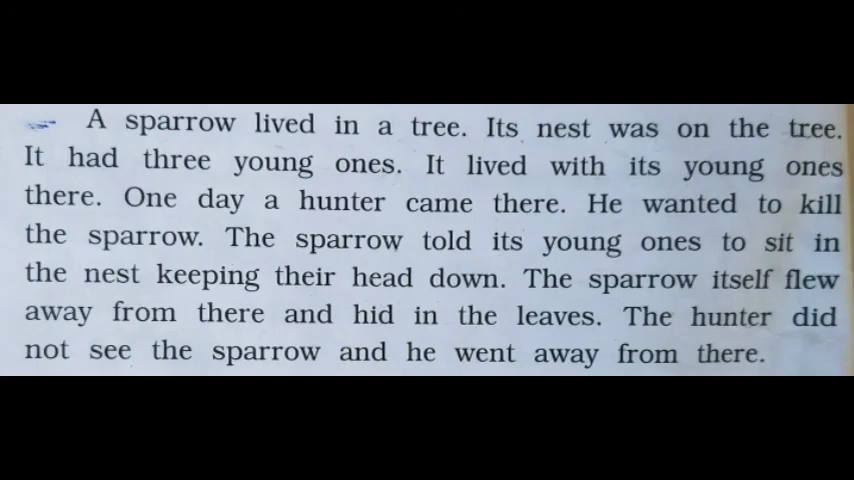 A sparrow lived in a tree. Its nest was on the tree.
It had three young ones. It lived with its young ones
there. One day a hunter came there. He wanted to kill
the sparrow. The sparrow told its young ones to sit in
the nest keeping their head down. The sparrow itself flew
away from there and hid in the leaves. The hunter did
not see the sparrow and he went away from there.